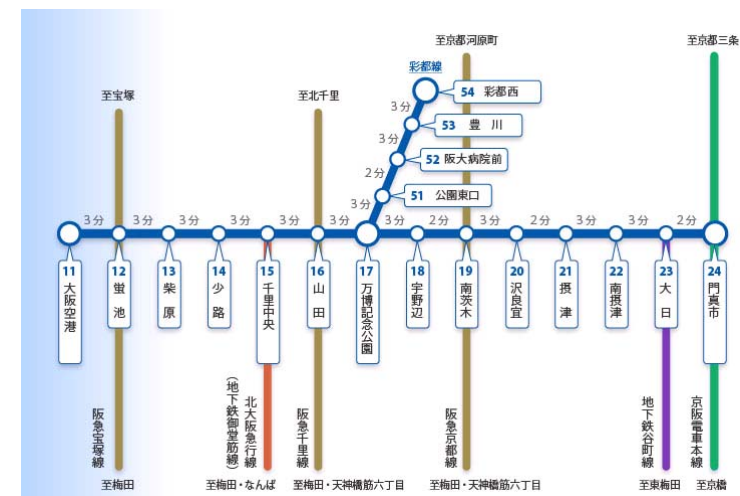 至京都河原町
至京都三条
彩都線
至宝塚
至北千里
54 彩都西
3分
53 豊川
3分
52 阪大病院前
2分
51 公園東口
3分
3分
3分
3分
3分
3分
3分
3分
2分
3分
2分
3分
3分
2分
11 大阪空港
12 蛍池
13 柴原
14 少路
15 千里中央
16 山田
17 万博記念公園
18 宇野辺
19 南茨木
20 沢良宜
21 摂津
22 南摂津
23 大日
24 門真市
阪急宝塚線
北大阪急行線
(地下鉄御堂筋線)
阪急千里線
阪急京都線
地下鉄谷町線
京阪電車本線
至梅田
至梅田・なんば
至梅田・天神橋筋六丁目
至梅田・天神橋筋六丁目
至東梅田
至京橋